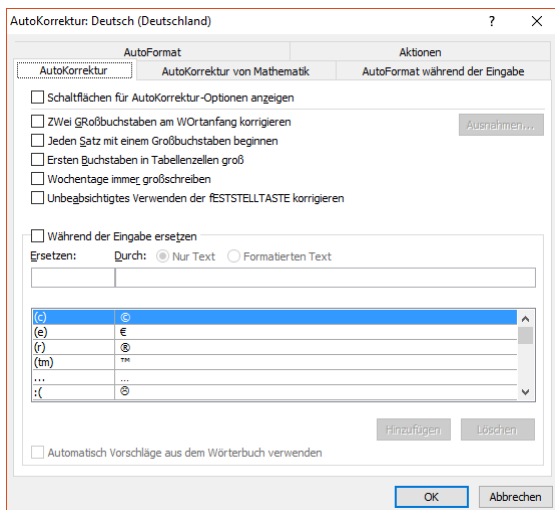 AutoKorrektur: Deutsch (Deutschland) ? ×
AutoFormat Aktionen
AutoKorrektur AutoKorrektur von Mathematik AutoFormat während der Eingabe
Schaltflächen für AutoKorrektur-Optionen anzeigen
ZWei GRoßbuchstaben am WOrtanfang korrigieren Ausnahmen...
Jeden Satz mit einem Großbuchstaben beginnen
Ersten Buchstaben in Tabellenzellen groß
Wochentage immer großschreiben
Unbeabsichtigtes Verwenden der fESTSTELLTASTE korrigieren
Während der Eingabe ersetzen
Ersetzen: Durch: Nur Text Formatierten Text
(c) ©
(e) €
(r) ®
(tm) ™
... …
:( ☹
Hinzufügen Löschen
Automatisch Vorschläge aus dem Wörterbuch verwenden
OK Abbrechen